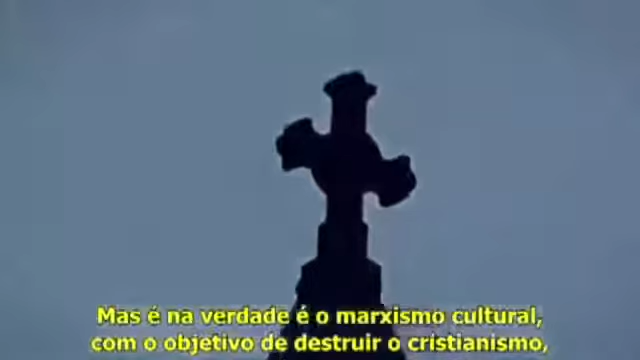 Mas é na verdade é o marxismo cultural,
com o objetivo de destruir o cristianismo,